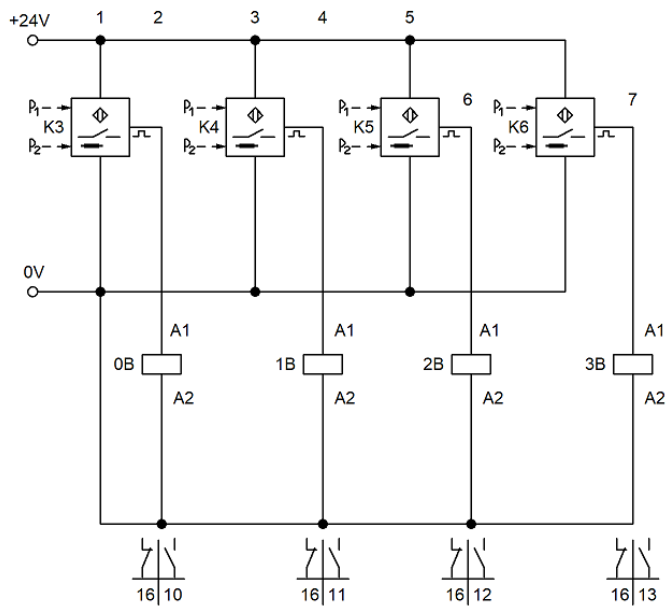 +24V 1 2 3 4 5
P1 P1 P1 6 P1 7
K3 K4 K5 K6
P2 P2 P2 P2
0V
A1 A1 A1 A1
0B 1B 2B 3B
A2 A2 A2 A2
16 10 16 11 16 12 16 13